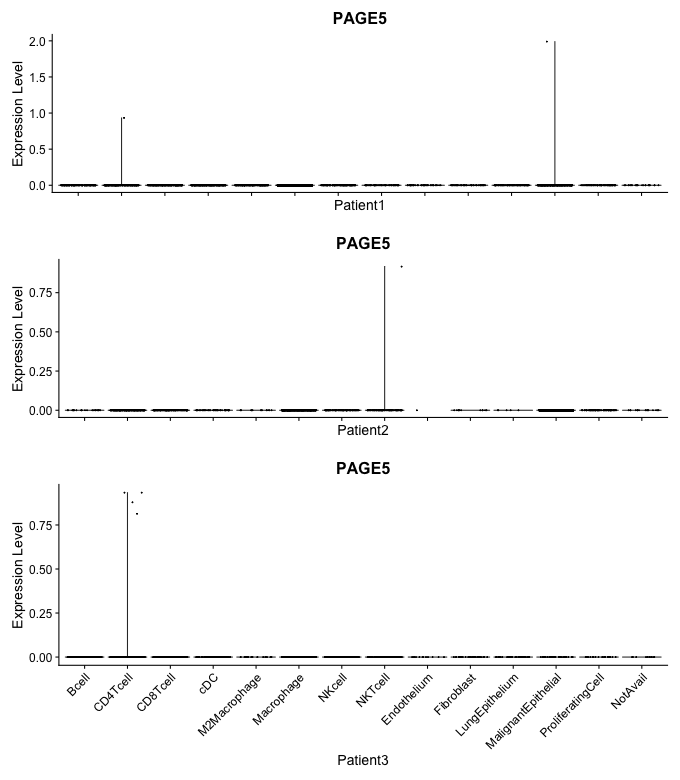 PAGE5
Expression Level
2.0
1.5
1.0
0.5
0.0
Patient1
PAGE5
Expression Level
0.75
0.50
0.25
0.00
Patient2
PAGE5
Expression Level
0.75
0.50
0.25
0.00
Bcell
CD4Tcell
CD8Tcell
cDC
M2Macrophage
Macrophage
NKcell
NKTcell
Endothelium
Fibroblast
LungEpithelium
MalignantEpithelial
ProliferatingCell
NotAvail
Patient3